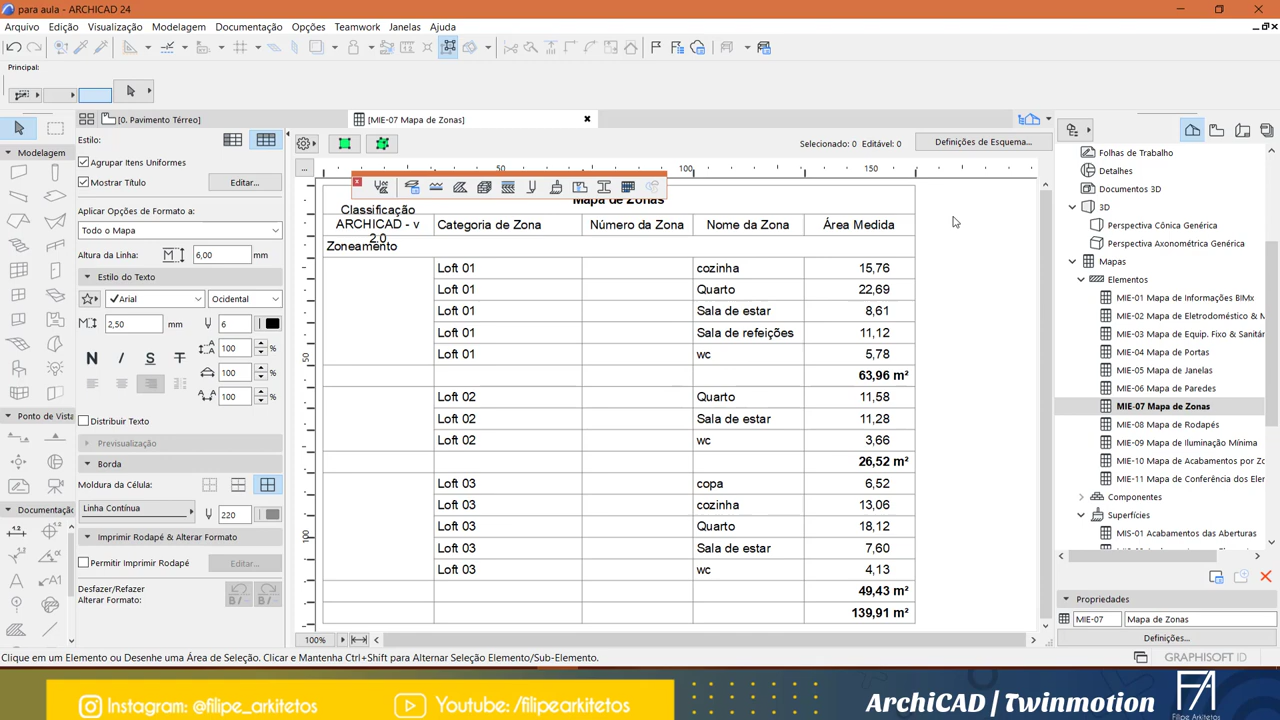 para aula - ARCHICAD 24
Arquivo Edição Visualização Modelagem Documentação Opções Teamwork Janelas Ajuda
Principal:
[0. Pavimento Térreo]
[MIE-07 Mapa de Zonas]
Modelagem
Ponto de Vista
Documentação
Estilo:
Agrupar Itens Uniformes
Mostrar Título
Editar...
Aplicar Opções de Formato a:
Todo o Mapa
Altura da Linha:
6,00
mm
Estilo do Texto
Arial
Ocidental
2,50
mm
6
N I S T
100 %
100 %
100 %
Distribuir Texto
Previsualização
Borda
Moldura da Célula:
Linha Contínua
220
Imprimir Rodapé & Alterar Formato
Permitir Imprimir Rodapé
Editar...
Desfazer/Refazer
Alterar Formato:
Selecionado: 0 Editável: 0
Definições de Esquema...
50 100 150
50
100
Mapa de Zonas
Classificação
ARCHICAD - v
2.0
Categoria de Zona Número da Zona Nome da Zona Área Medida
Zoneamento
Loft 01 cozinha 15,76
Loft 01 Quarto 22,69
Loft 01 Sala de estar 8,61
Loft 01 Sala de refeições 11,12
Loft 01 wc 5,78
63,96 m²
Loft 02 Quarto 11,58
Loft 02 Sala de estar 11,28
Loft 02 wc 3,66
26,52 m²
Loft 03 copa 6,52
Loft 03 cozinha 13,06
Loft 03 Quarto 18,12
Loft 03 Sala de estar 7,60
Loft 03 wc 4,13
49,43 m²
139,91 m²
100%
Folhas de Trabalho
Detalhes
Documentos 3D
3D
Perspectiva Cônica Genérica
Perspectiva Axonométrica Genérica
Mapas
Elementos
MIE-01 Mapa de Informações BIMx
MIE-02 Mapa de Eletrodoméstico & M
MIE-03 Mapa de Equip. Fixo & Sanitá
MIE-04 Mapa de Portas
MIE-05 Mapa de Janelas
MIE-06 Mapa de Paredes
MIE-07 Mapa de Zonas
MIE-08 Mapa de Rodapés
MIE-09 Mapa de Iluminação Mínima
MIE-10 Mapa de Acabamentos por Zo
MIE-11 Mapa de Conferência dos Eler
Componentes
Superfícies
MIS-01 Acabamentos das Aberturas
Propriedades
MIE-07 Mapa de Zonas
Definições...
Clique em um Elemento ou Desenhe uma Área de Seleção. Clicar e Mantenha Ctrl+Shift para Alternar Seleção Elemento/Sub-Elemento.
GRAPHISOFT ID
Instagram: @filipe_arkitetos
Youtube: /filipearkitetos
ArchiCAD | Twinmotion
FA
Filipe Arkitetos